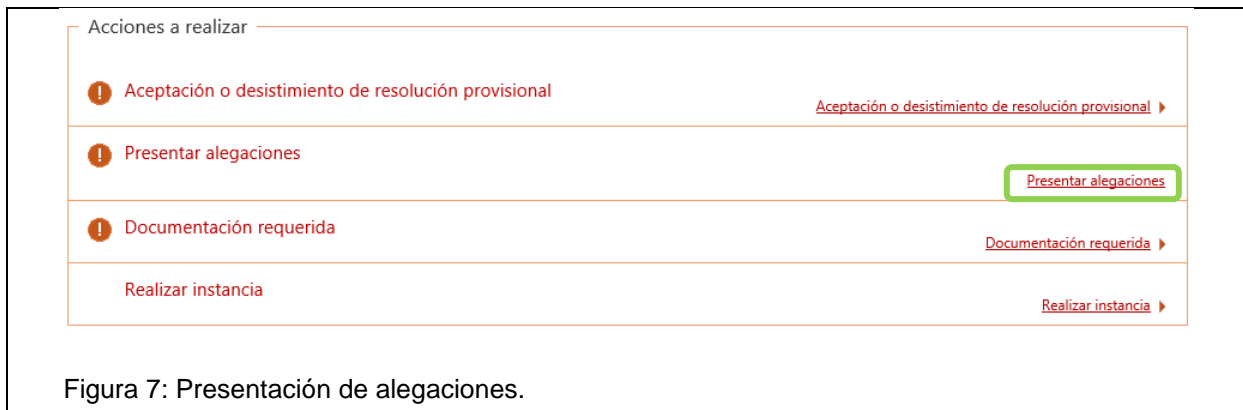 Acciones a realizar
Aceptación o desistimiento de resolución provisional
Aceptación o desistimiento de resolución provisional
Presentar alegaciones
Presentar alegaciones
Documentación requerida
Documentación requerida
Realizar instancia
Realizar instancia
Figura 7: Presentación de alegaciones.